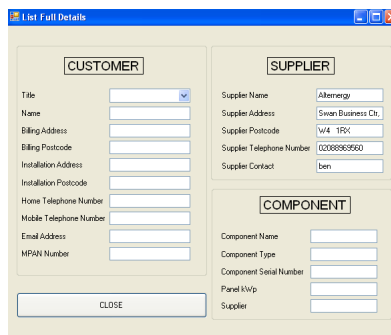 List Full Details
CUSTOMER
Title
Name
Billing Address
Billing Postcode
Installation Address
Installation Postcode
Home Telephone Number
Mobile Telephone Number
Email Address
MPAN Number
CLOSE
SUPPLIER
Supplier Name Alternergy
Supplier Address Swan Business Ctr,
Supplier Postcode W4 1RX
Supplier Telephone Number 02088969560
Supplier Contact ben
COMPONENT
Component Name
Component Type
Component Serial Number
Panel kWp
Supplier